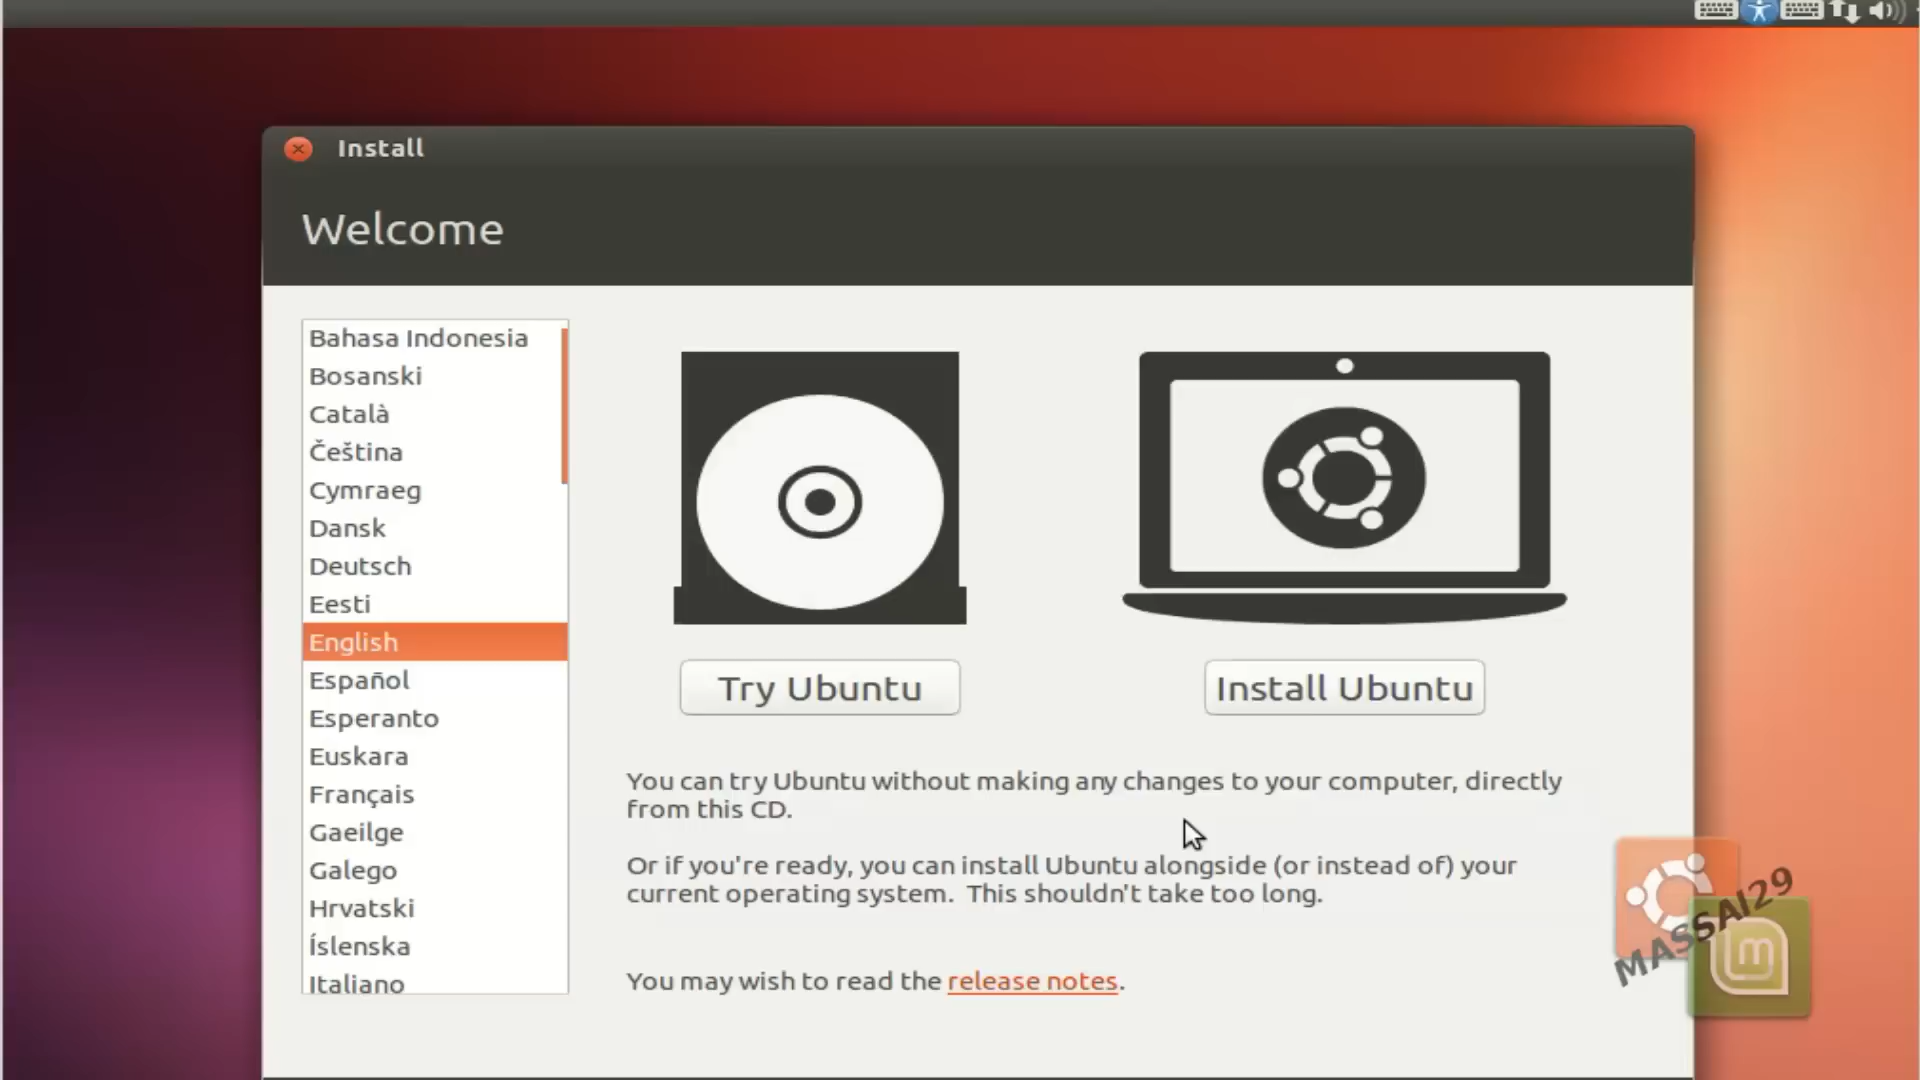 Install
Welcome
Bahasa Indonesia
Bosanski
Català
Čeština
Cymraeg
Dansk
Deutsch
Eesti
English
Español
Esperanto
Euskara
Français
Gaeilge
Galego
Hrvatski
Íslenska
Italiano
Try Ubuntu
Install Ubuntu
You can try Ubuntu without making any changes to your computer, directly
from this CD.
Or if you're ready, you can install Ubuntu alongside (or instead of) your
current operating system.  This shouldn't take too long.
You may wish to read the release notes.
MASSAI29